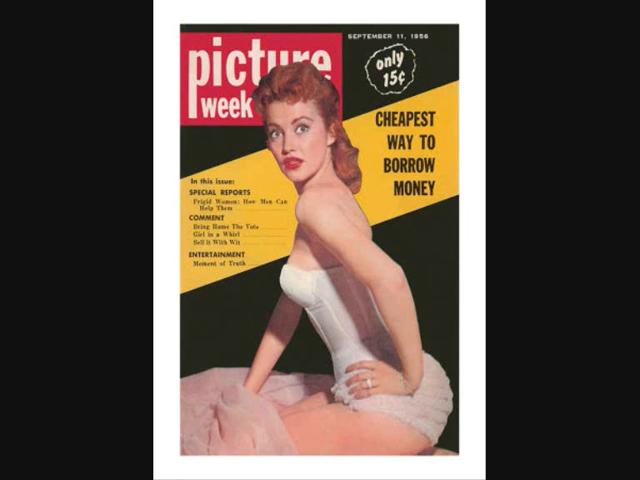 SEPTEMBER 11, 1956
picture
week
only
15¢
CHEAPEST
WAY TO
BORROW
MONEY
In this issue:
SPECIAL REPORTS
Frigid Women: How Men Can
Help Them
COMMENT
Bring Home The Vote
Girl in a Whirl
Sell it With Wit
ENTERTAINMENT
Moment of Truth